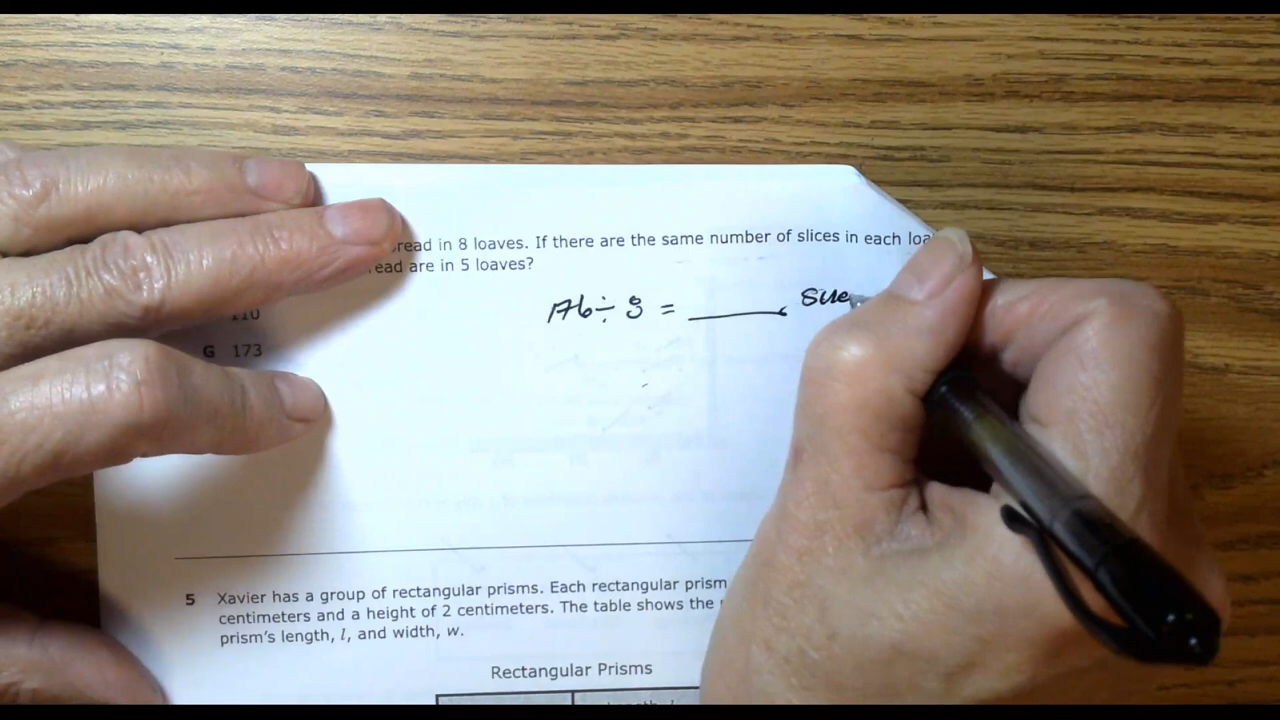 read in 8 loaves. If there are the same number of slices in each loa
ead are in 5 loaves?
176 ÷ 8 = ____
110
G 173
5 Xavier has a group of rectangular prisms. Each rectangular prism
centimeters and a height of 2 centimeters. The table shows the
prism's length, l, and width, w.
Rectangular Prisms